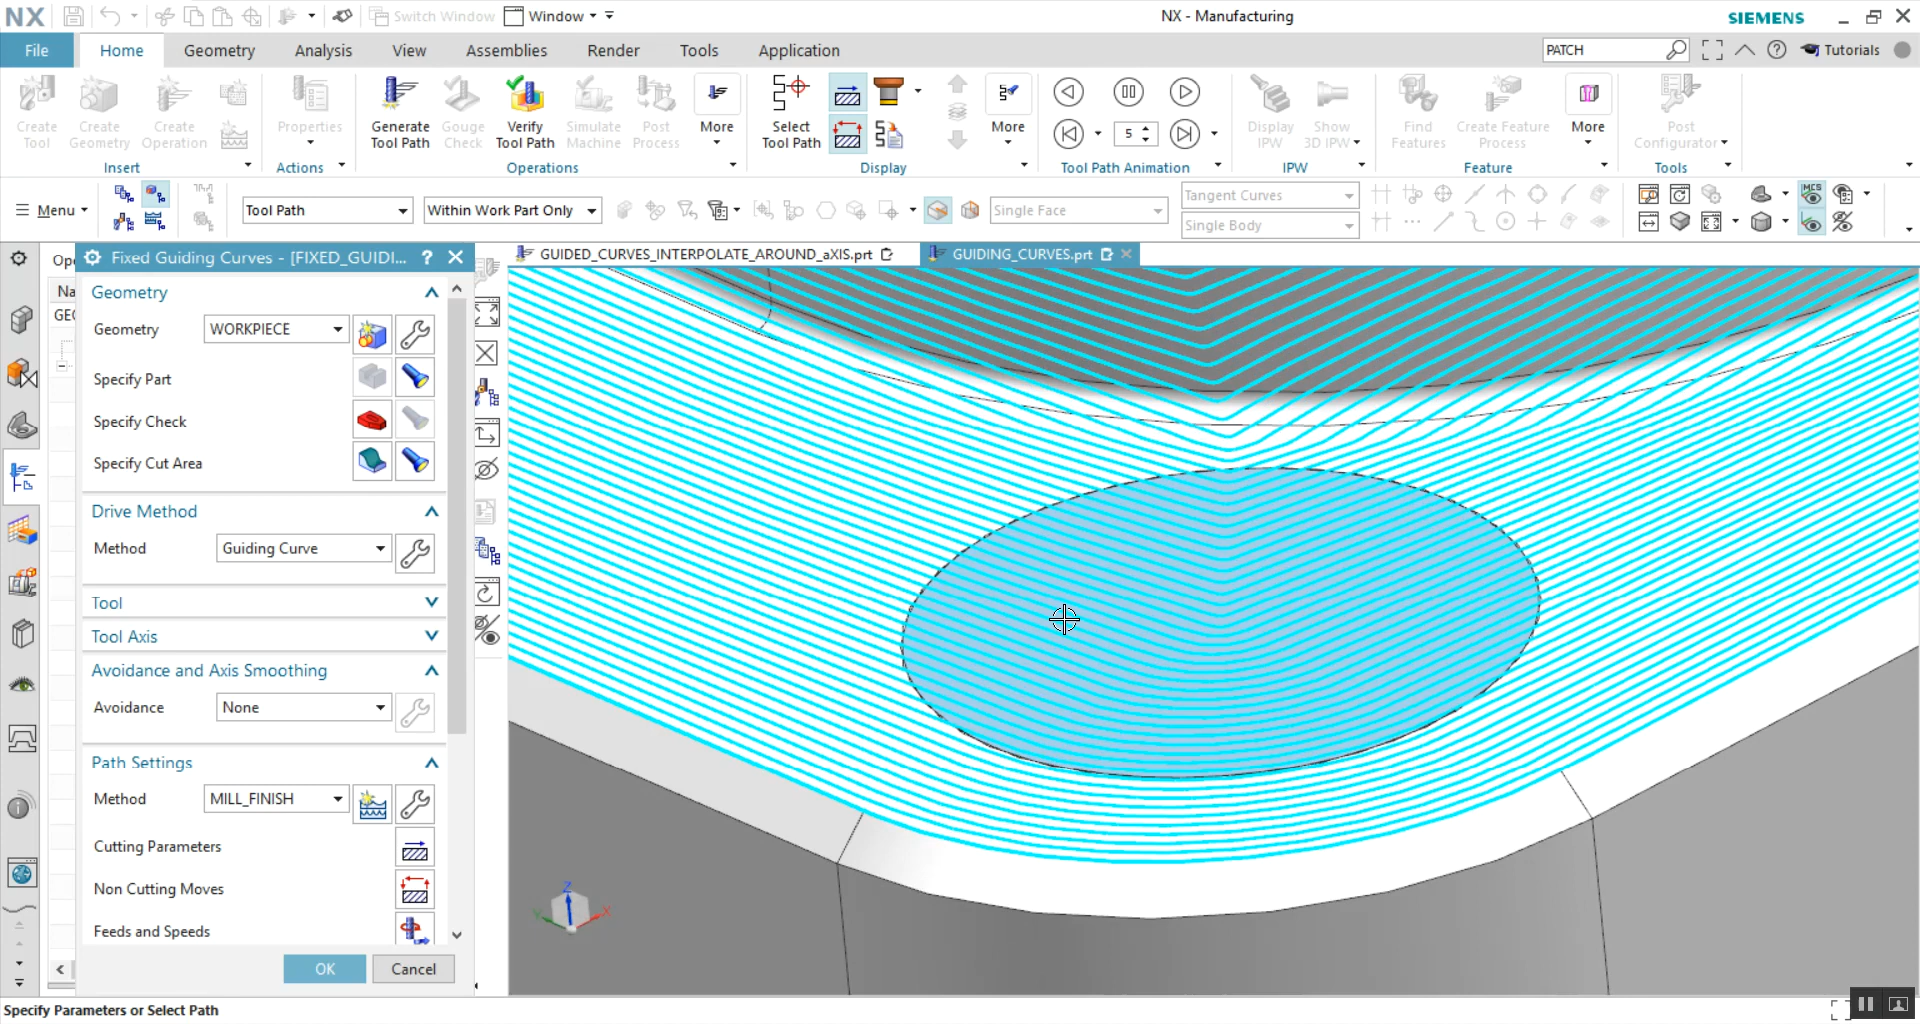 NX
Switch Window
Window
NX - Manufacturing
SIEMENS
File
Home
Geometry
Analysis
View
Assemblies
Render
Tools
Application
PATCH
Tutorials
Create Tool
Create Geometry
Create Operation
Properties
Generate Tool Path
Gouge Check
Verify Tool Path
Simulate Machine
Post Process
More
Select Tool Path
More
5
Display IPW
Show 3D IPW
Find Features
Create Feature Process
More
Post Configurator
Insert
Actions
Operations
Display
Tool Path Animation
IPW
Feature
Tools
Menu
Tool Path
Within Work Part Only
Single Face
Tangent Curves
Single Body
MCS
Fixed Guiding Curves - [FIXED_GUIDI...
GUIDED_CURVES_INTERPOLATE_AROUND_aXIS.prt
GUIDING_CURVES.prt
Ope
Na
GEO
Geometry
Geometry
WORKPIECE
Specify Part
Specify Check
Specify Cut Area
Drive Method
Method
Guiding Curve
Tool
Tool Axis
Avoidance and Axis Smoothing
Avoidance
None
Path Settings
Method
MILL_FINISH
Cutting Parameters
Non Cutting Moves
Feeds and Speeds
OK
Cancel
Z
Y
X
Specify Parameters or Select Path